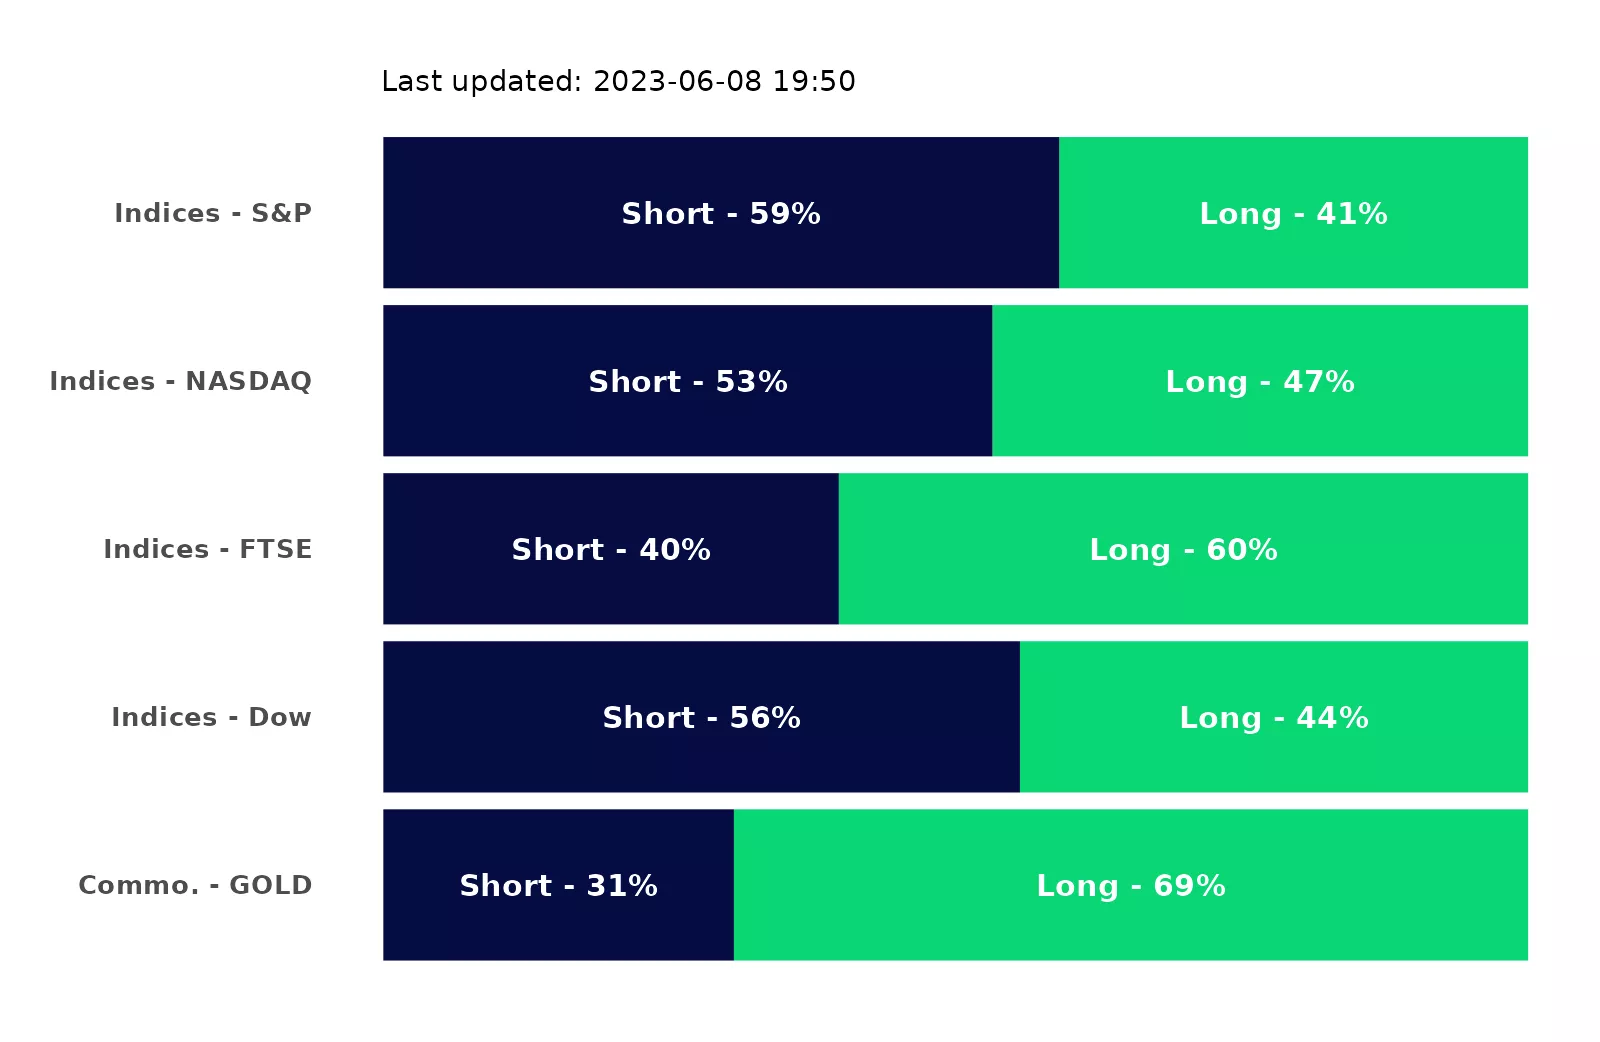 Last updated: 2023-06-08 19:50
Indices - S&P Short - 59% Long - 41%
Indices - NASDAQ Short - 53% Long - 47%
Indices - FTSE Short - 40% Long - 60%
Indices - Dow Short - 56% Long - 44%
Commo. - GOLD Short - 31% Long - 69%